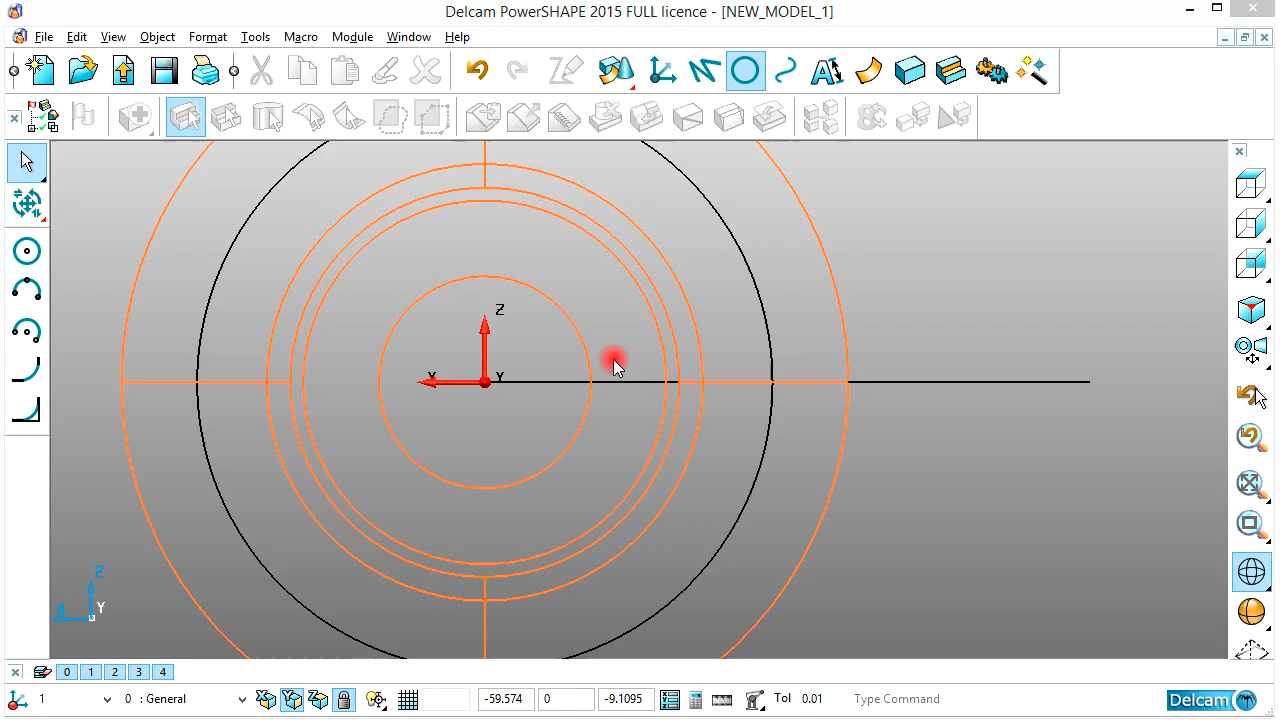 Delcam PowerSHAPE 2015 FULL licence - [NEW_MODEL_1]
File Edit View Object Format Tools Macro Module Window Help
Z
X Y
Z
X Y
0 1 2 3 4
1 0 : General -59.574 0 -9.1095 Tol 0.01 Type Command Delcam